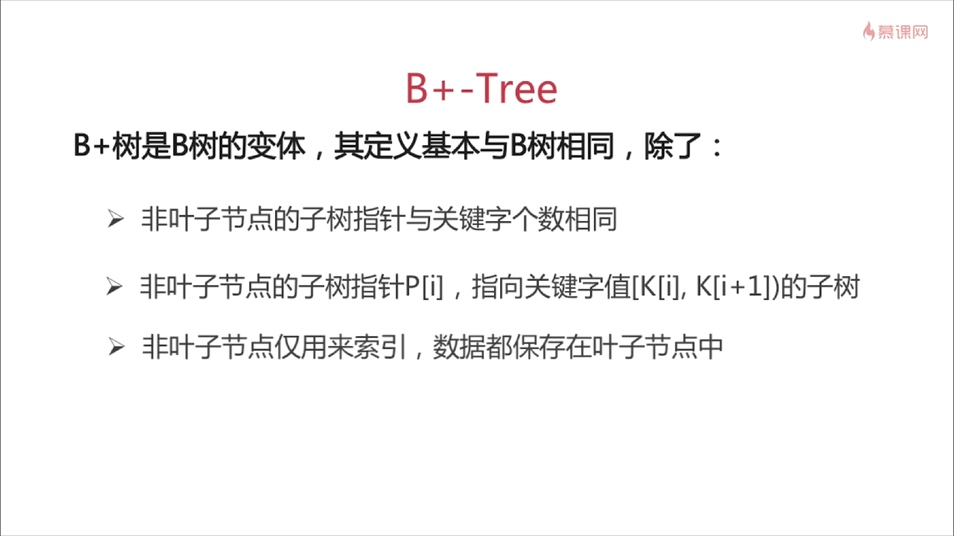 慕课网
B+-Tree
B+树是B树的变体，其定义基本与B树相同，除了：
➢ 非叶子节点的子树指针与关键字个数相同
➢ 非叶子节点的子树指针P[i]，指向关键字值[K[i], K[i+1])的子树
➢ 非叶子节点仅用来索引，数据都保存在叶子节点中